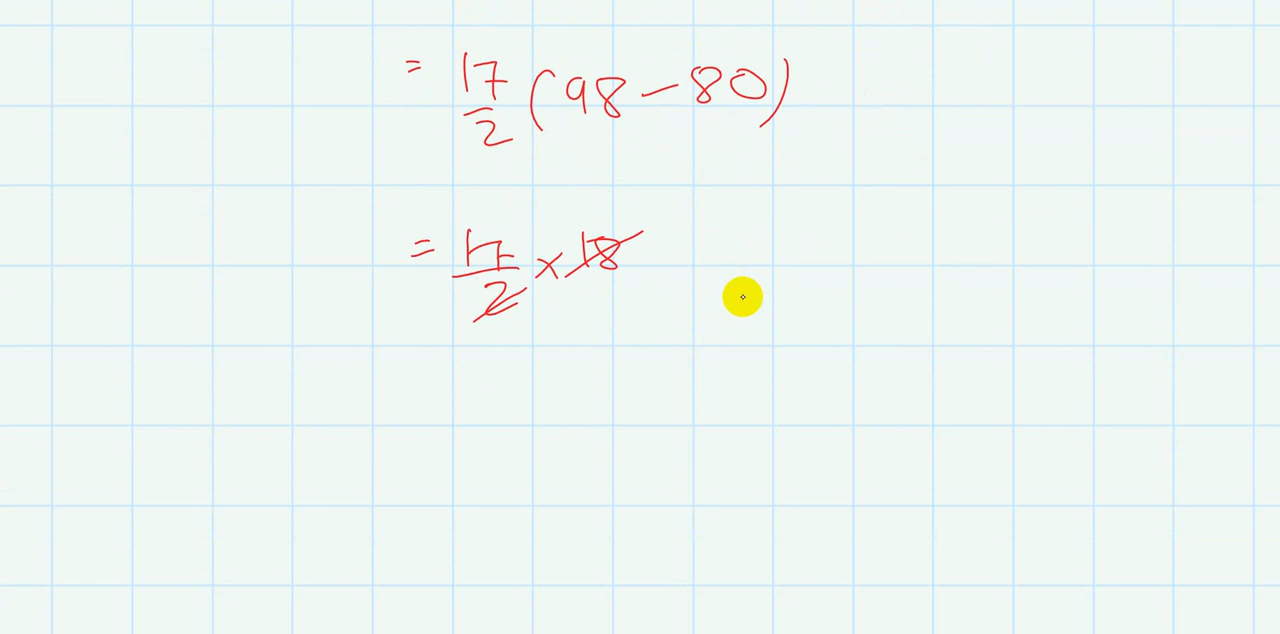 = 17/2 (98 - 80)
= 17/2 × 18